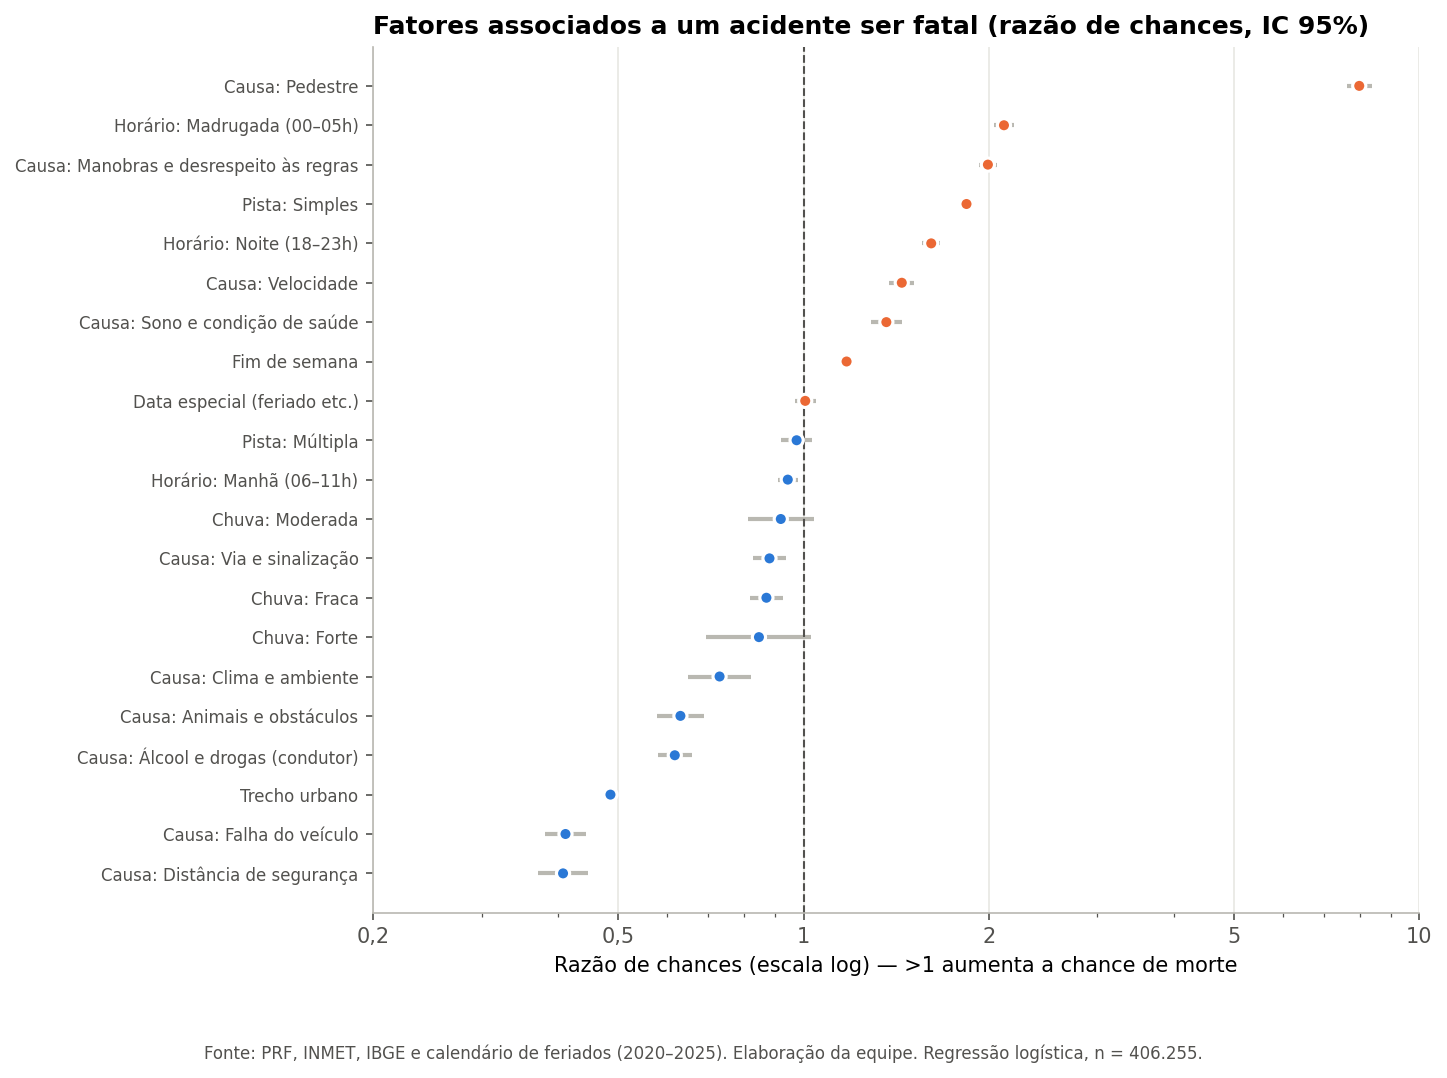 Fatores associados a um acidente ser fatal (razão de chances, IC 95%)
Causa: Pedestre
Horário: Madrugada (00–05h)
Causa: Manobras e desrespeito às regras
Pista: Simples
Horário: Noite (18–23h)
Causa: Velocidade
Causa: Sono e condição de saúde
Fim de semana
Data especial (feriado etc.)
Pista: Múltipla
Horário: Manhã (06–11h)
Chuva: Moderada
Causa: Via e sinalização
Chuva: Fraca
Chuva: Forte
Causa: Clima e ambiente
Causa: Animais e obstáculos
Causa: Álcool e drogas (condutor)
Trecho urbano
Causa: Falha do veículo
Causa: Distância de segurança
0,2 0,5 1 2 5 10
Razão de chances (escala log) — >1 aumenta a chance de morte
Fonte: PRF, INMET, IBGE e calendário de feriados (2020–2025). Elaboração da equipe. Regressão logística, n = 406.255.